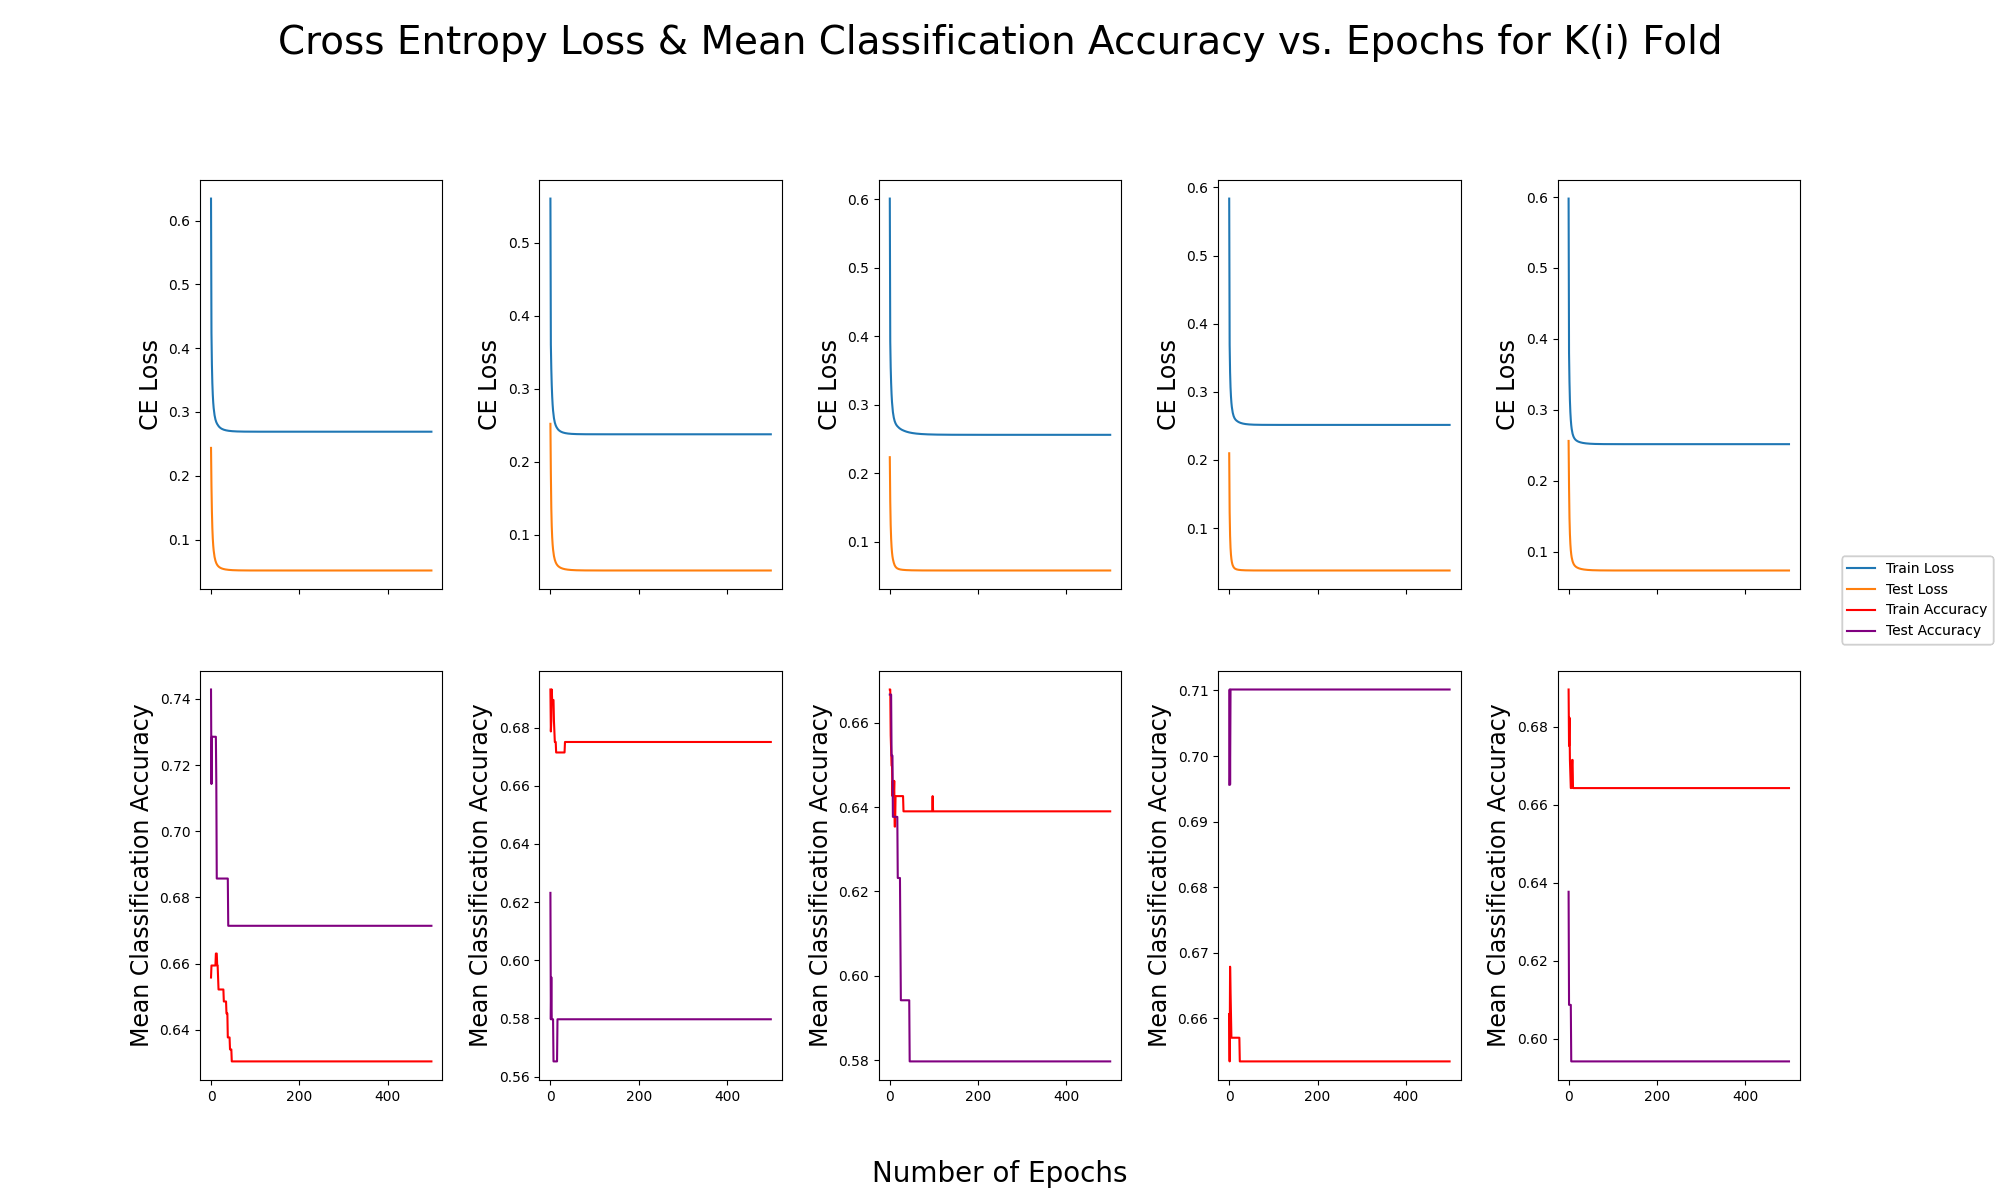 Cross Entropy Loss & Mean Classification Accuracy vs. Epochs for K(i) Fold
CE Loss
0.6
0.5
0.4
0.3
0.2
0.1
CE Loss
0.5
0.4
0.3
0.2
0.1
CE Loss
0.6
0.5
0.4
0.3
0.2
0.1
CE Loss
0.6
0.5
0.4
0.3
0.2
0.1
CE Loss
0.6
0.5
0.4
0.3
0.2
0.1
Train Loss
Test Loss
Train Accuracy
Test Accuracy
Mean Classification Accuracy
0.74
0.72
0.70
0.68
0.66
0.64
0 200 400
Mean Classification Accuracy
0.68
0.66
0.64
0.62
0.60
0.58
0.56
0 200 400
Mean Classification Accuracy
0.66
0.64
0.62
0.60
0.58
0 200 400
Mean Classification Accuracy
0.71
0.70
0.69
0.68
0.67
0.66
0 200 400
Mean Classification Accuracy
0.68
0.66
0.64
0.62
0.60
0 200 400
Number of Epochs